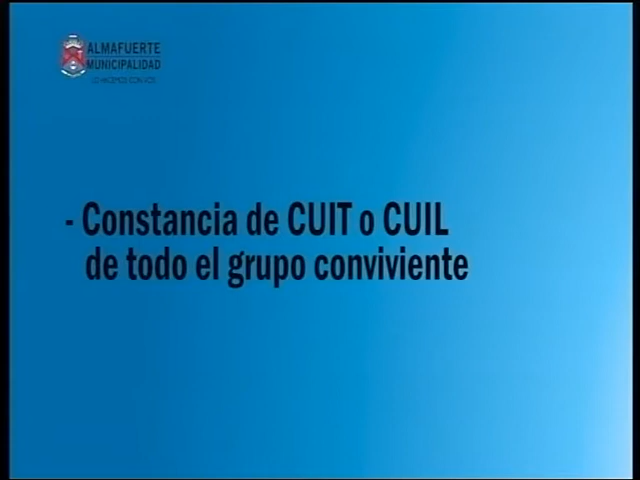 ALMAFUERTE
MUNICIPALIDAD
- Constancia de CUIT o CUIL
de todo el grupo conviviente